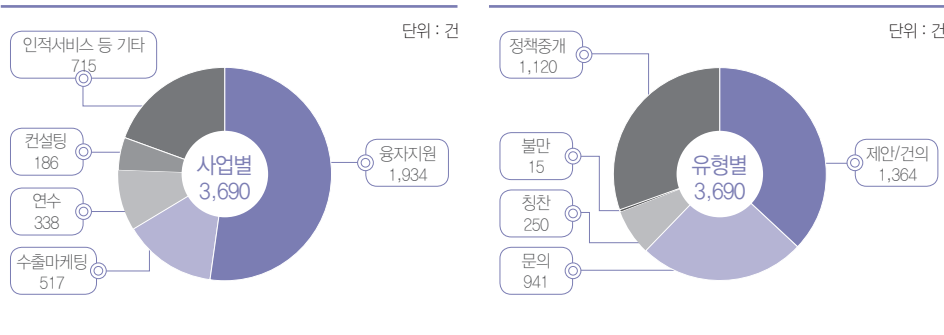 단위 : 건
인적서비스 등 기타
715
컨설팅
186
연수
338
수출마케팅
517
사업별
3,690
융자지원
1,934
단위 : 건
정책중개
1,120
불만
15
칭찬
250
문의
941
유형별
3,690
제안/건의
1,364